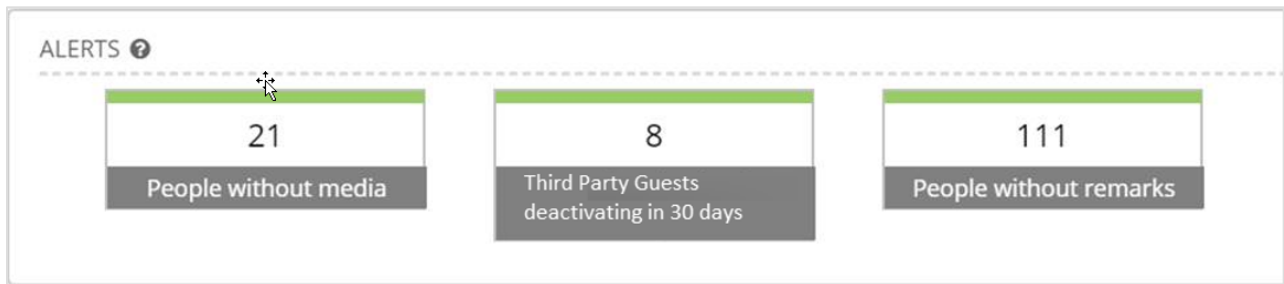 ALERTS ?
21
People without media
8
Third Party Guests
deactivating in 30 days
111
People without remarks